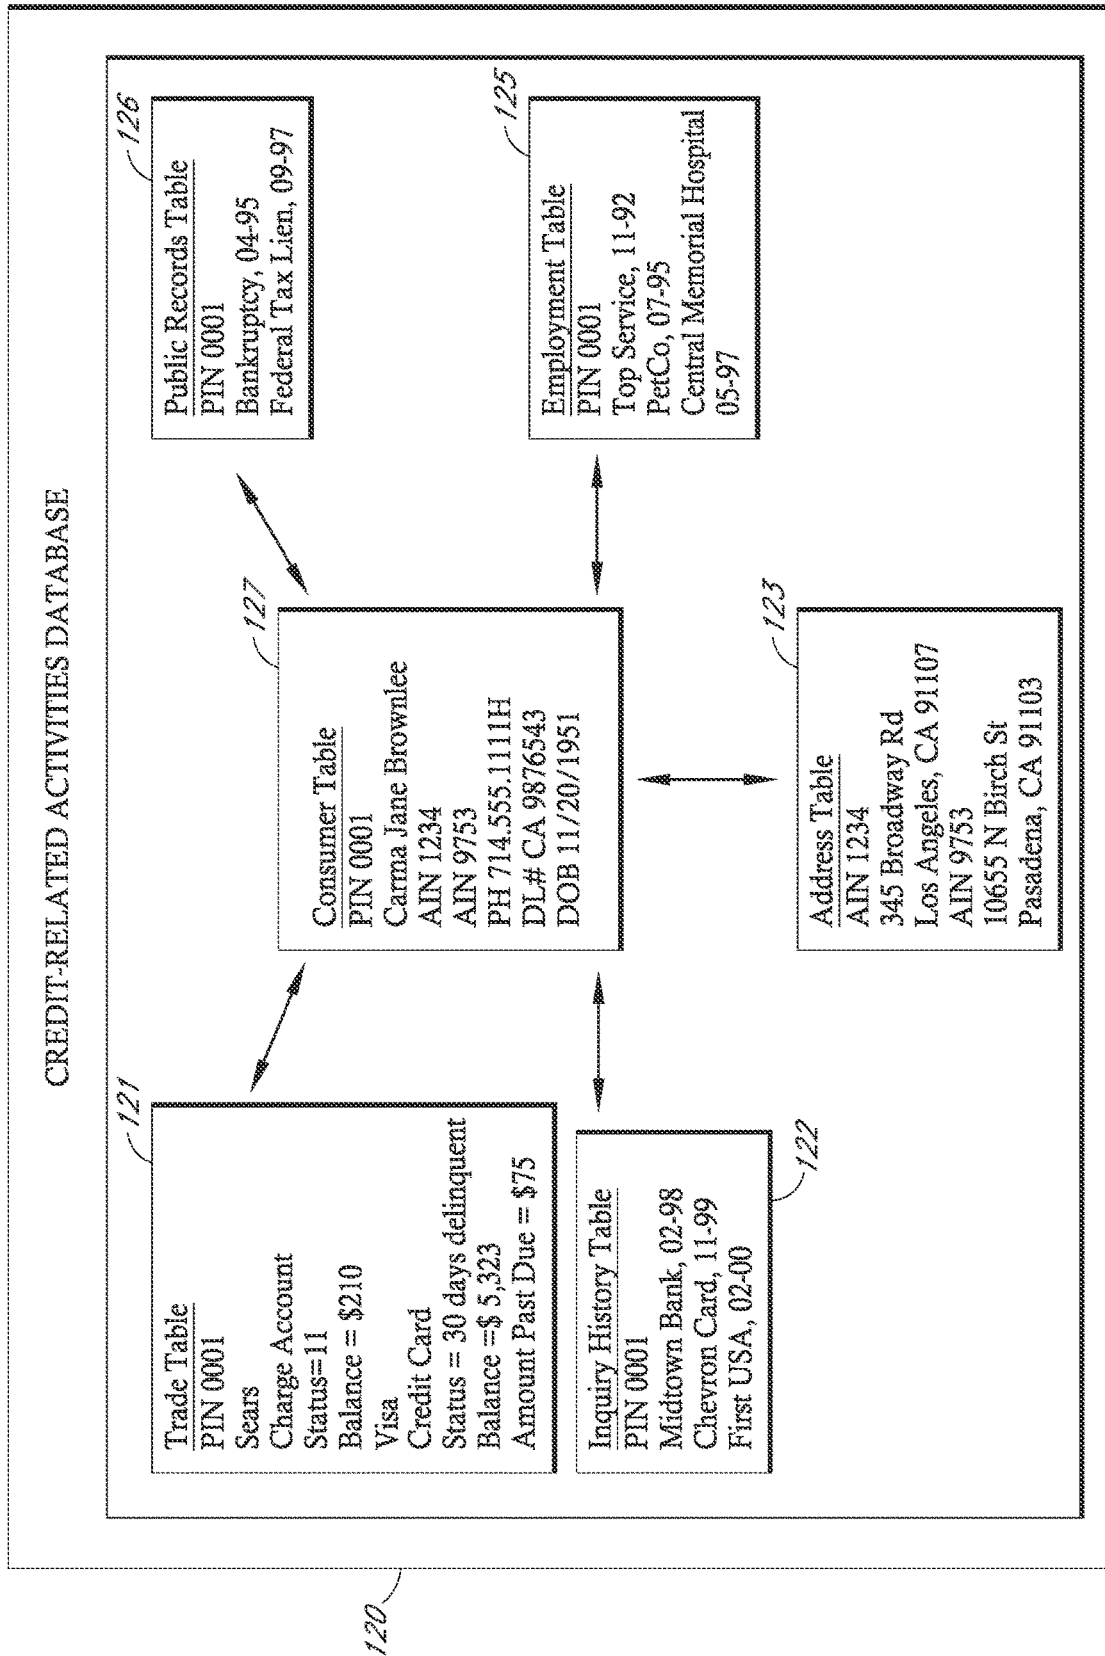 CREDIT-RELATED ACTIVITIES DATABASE
120
121
Trade Table
PIN 0001
Sears
Charge Account
Status=11
Balance = $210
Visa
Credit Card
Status = 30 days delinquent
Balance =$ 5,323
Amount Past Due = $75
122
Inquiry History Table
PIN 0001
Midtown Bank, 02-98
Chevron Card, 11-99
First USA, 02-00
127
Consumer Table
PIN 0001
Carma Jane Brownlee
AIN 1234
AIN 9753
PH 714.555.1111H
DL# CA 9876543
DOB 11/20/1951
123
Address Table
AIN 1234
345 Broadway Rd
Los Angeles, CA 91107
AIN 9753
10655 N Birch St
Pasadena, CA 91103
126
Public Records Table
PIN 0001
Bankruptcy, 04-95
Federal Tax Lien, 09-97
125
Employment Table
PIN 0001
Top Service, 11-92
PetCo, 07-95
Central Memorial Hospital
05-97